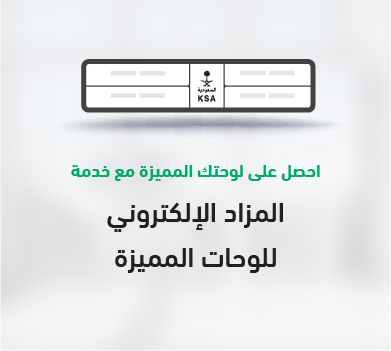 السعودية
KSA
احصل على لوحتك المميزة مع خدمة
المزاد الإلكتروني
للوحات المميزة